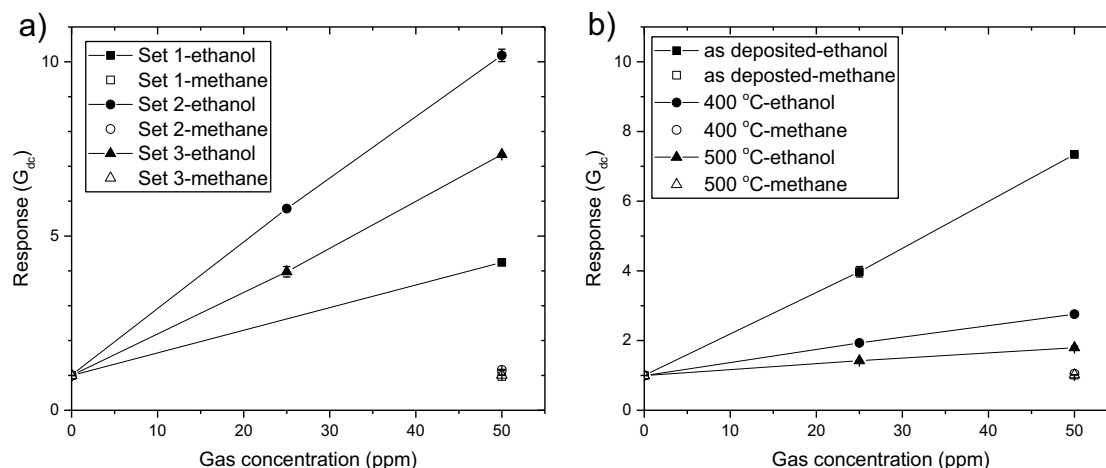 a)
Set 1-ethanol
Set 1-methane
Set 2-ethanol
Set 2-methane
Set 3-ethanol
Set 3-methane
10
5
0
0 10 20 30 40 50
Gas concentration (ppm)
Response (Gdc)
b)
as deposited-ethanol
as deposited-methane
400 °C-ethanol
400 °C-methane
500 °C-ethanol
500 °C-methane
10
8
6
4
2
0
0 10 20 30 40 50
Gas concentration (ppm)
Response (Gdc)